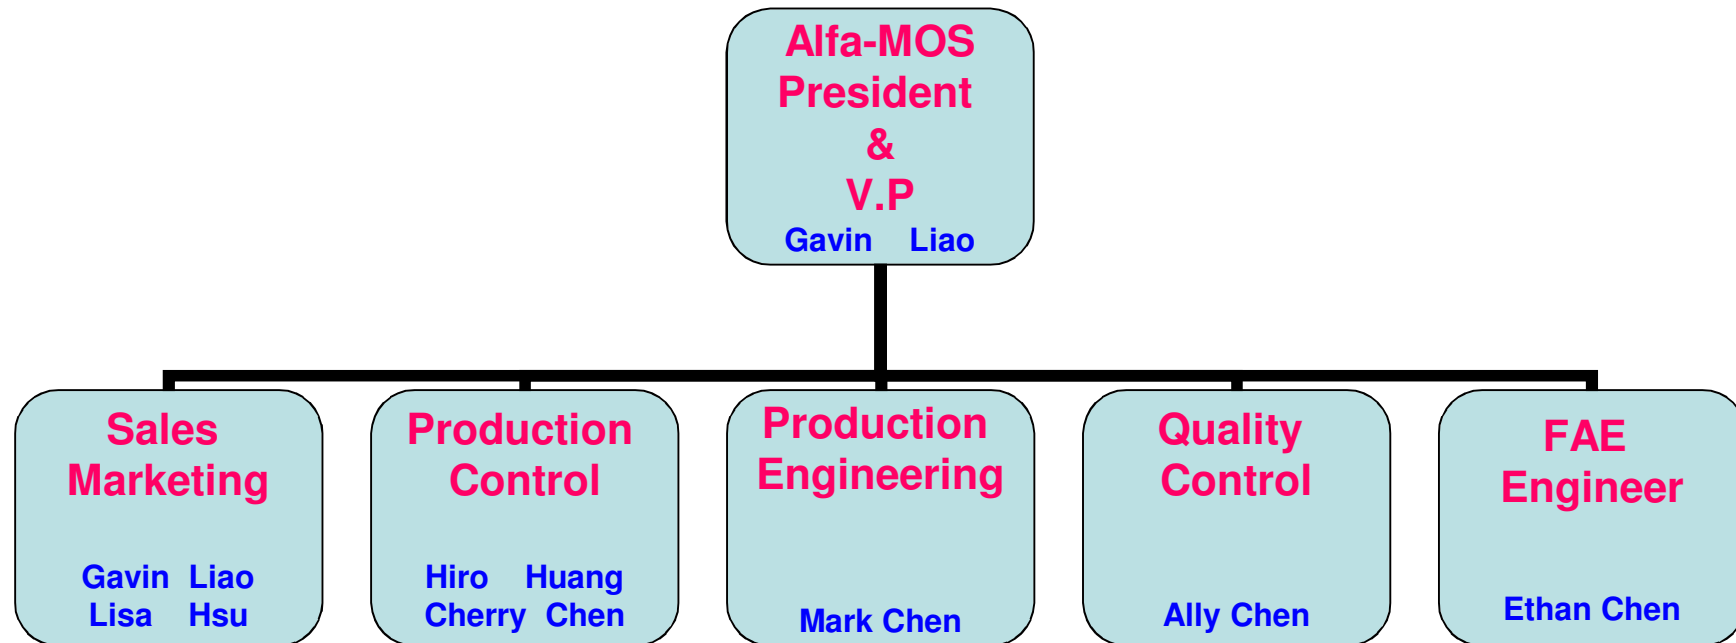 Alfa-MOS
President
&
V.P
Gavin Liao
Sales
Marketing
Gavin Liao
Lisa Hsu
Production
Control
Hiro Huang
Cherry Chen
Production
Engineering
Mark Chen
Quality
Control
Ally Chen
FAE
Engineer
Ethan Chen